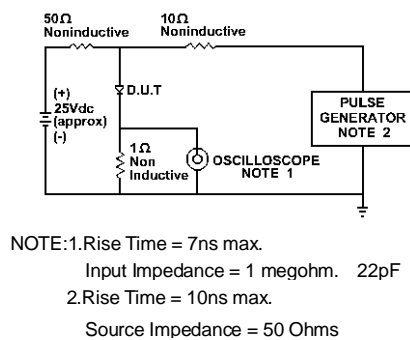 50Ω
Noninductive
10Ω
Noninductive
D.U.T
(+)
25Vdc
(approx)
(-)
PULSE
GENERATOR
NOTE 2
1Ω
Non
Inductive
OSCILLOSCOPE
NOTE 1
NOTE:1.Rise Time = 7ns max.
Input Impedance = 1 megohm. 22pF
2.Rise Time = 10ns max.
Source Impedance = 50 Ohms